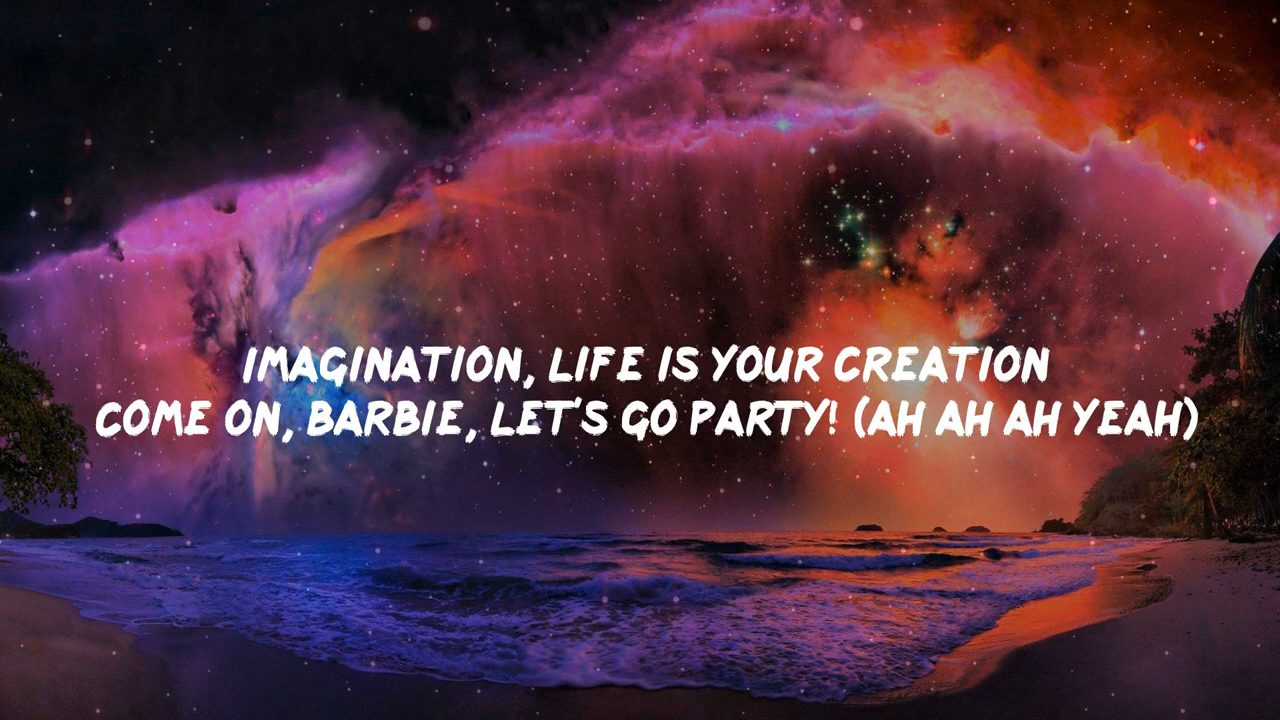 IMAGINATION, LIFE IS YOUR CREATION
COME ON, BARBIE, LET'S GO PARTY! (AH AH AH YEAH)